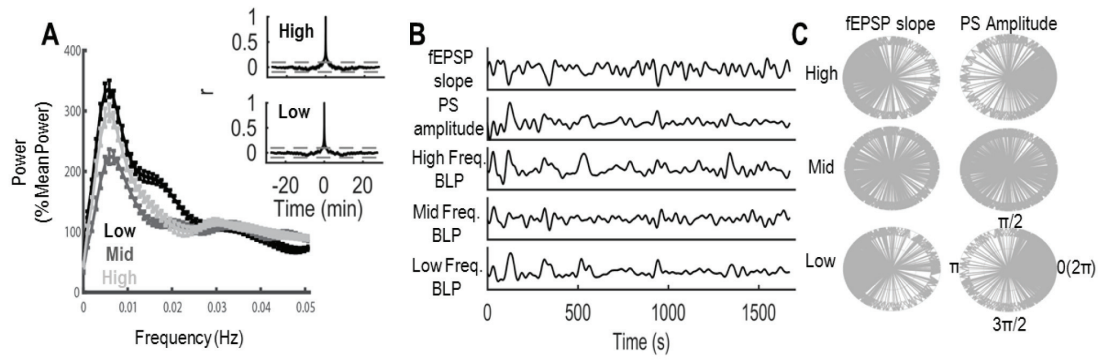 A
400
300
200
100
0
Power
(% Mean Power)
Low
Mid
High
0
0.01
0.02
0.03
0.04
0.05
Frequency (Hz)
1
0.5
0
High
r
1
0.5
0
Low
-20
0
20
Time (min)
B
fEPSP
slope
PS
amplitude
High Freq.
BLP
Mid Freq.
BLP
Low Freq.
BLP
0
500
1000
1500
Time (s)
C
fEPSP slope
PS Amplitude
High
Mid
π/2
Low
π
0(2π)
3π/2